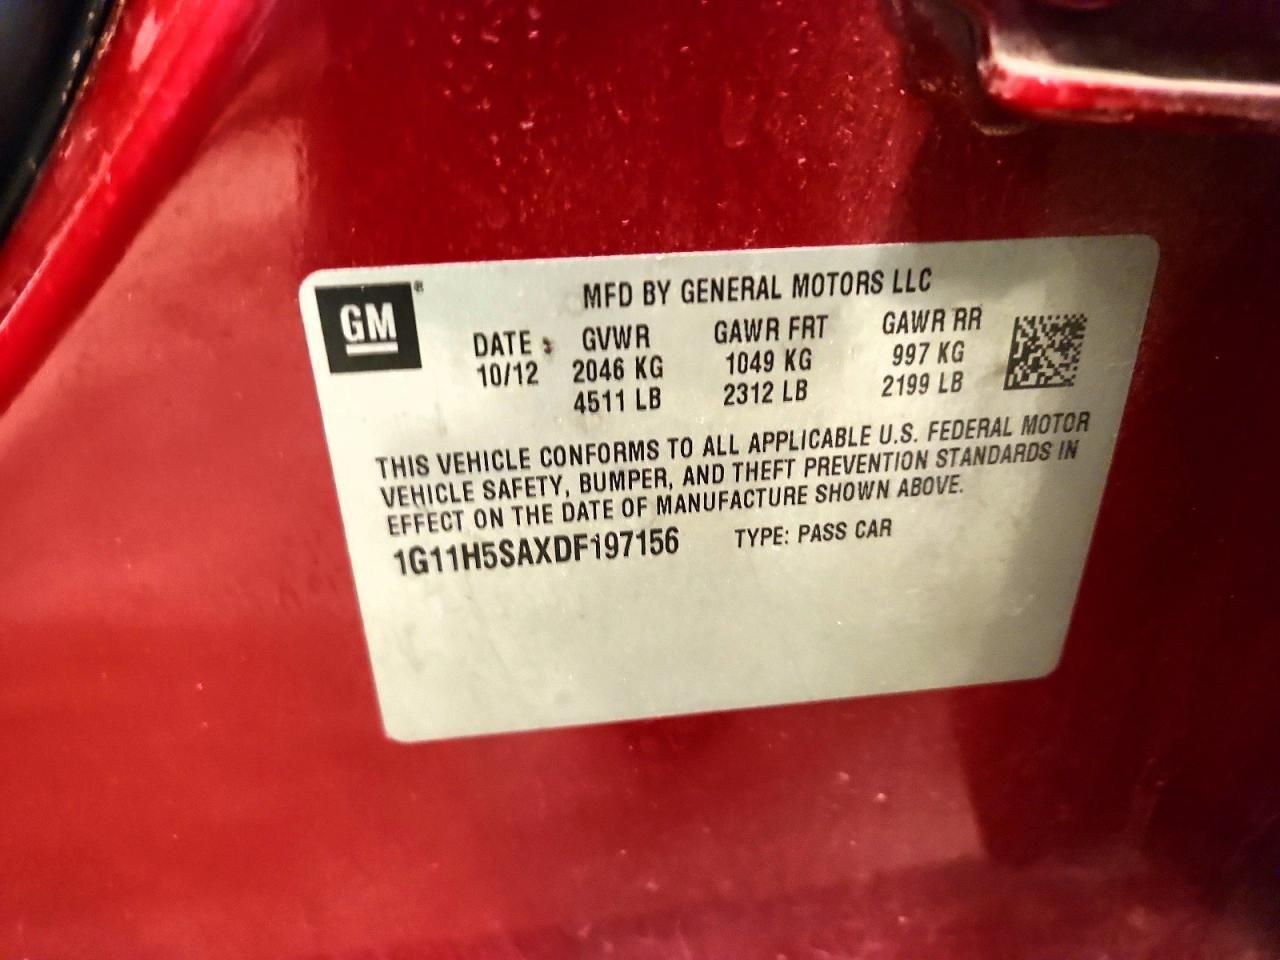 GM®
MFD BY GENERAL MOTORS LLC
DATE GVWR GAWR FRT GAWR RR
10/12 2046 KG 1049 KG 997 KG
4511 LB 2312 LB 2199 LB
THIS VEHICLE CONFORMS TO ALL APPLICABLE U.S. FEDERAL MOTOR
VEHICLE SAFETY, BUMPER, AND THEFT PREVENTION STANDARDS IN
EFFECT ON THE DATE OF MANUFACTURE SHOWN ABOVE.
1G11H5SAXDF197156 TYPE: PASS CAR